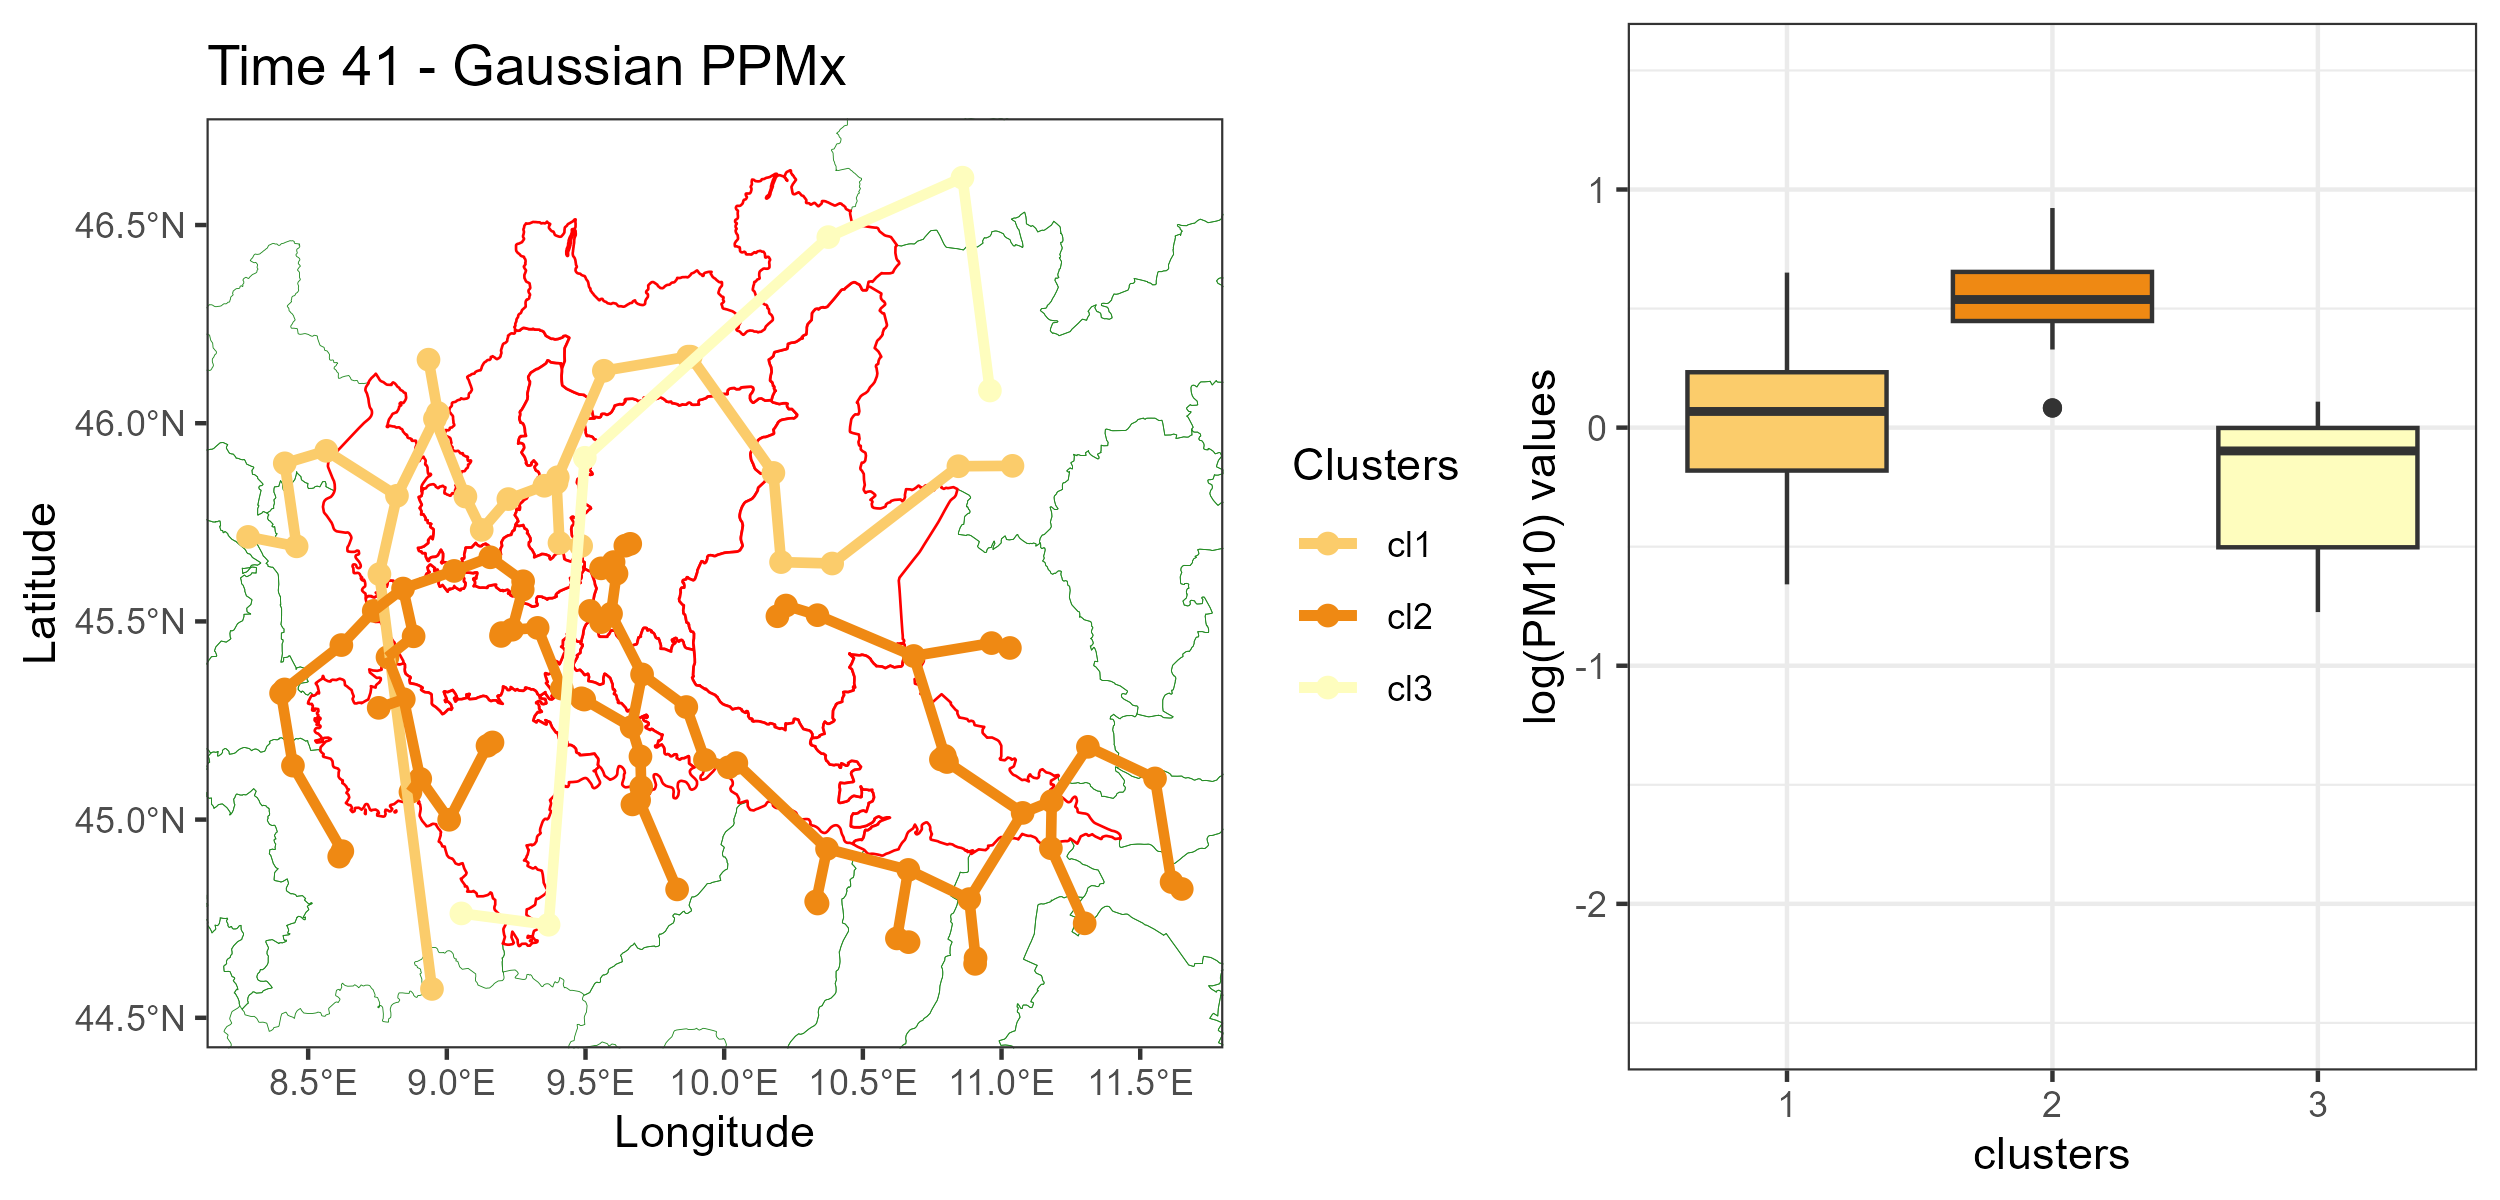 Time 41 - Gaussian PPMx
Latitude
46.5°N
46.0°N
45.5°N
45.0°N
44.5°N
8.5°E 9.0°E 9.5°E 10.0°E 10.5°E 11.0°E 11.5°E
Longitude
Clusters
cl1
cl2
cl3
log(PM10) values
1
0
-1
-2
1 2 3
clusters